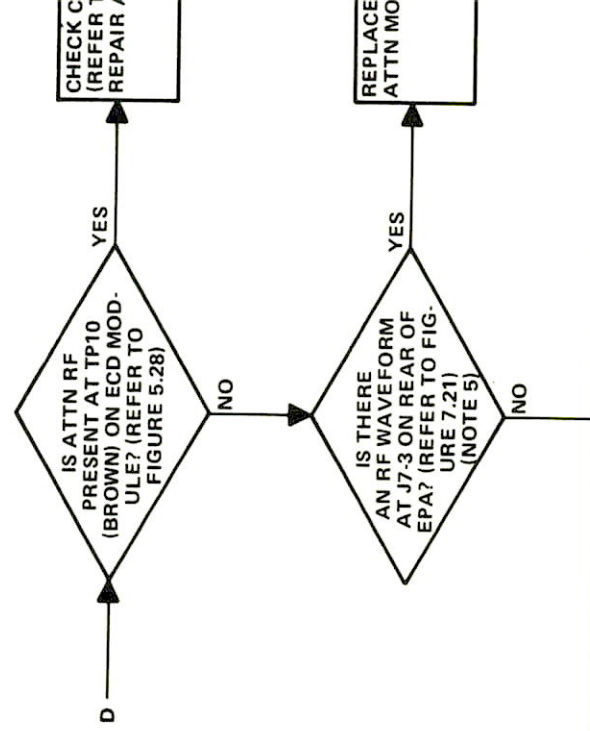 D
IS ATTN RF
PRESENT AT TP10
(BROWN) ON ECD MOD-
ULE? (REFER TO
FIGURE 5.28)
YES
CHECK C
(REFER T
REPAIR A
NO
IS THERE
AN RF WAVEFORM
AT J7-3 ON REAR OF
EPA? (REFER TO FIG-
URE 7.21)
(NOTE 5)
YES
REPLACE
ATTN MO
NO